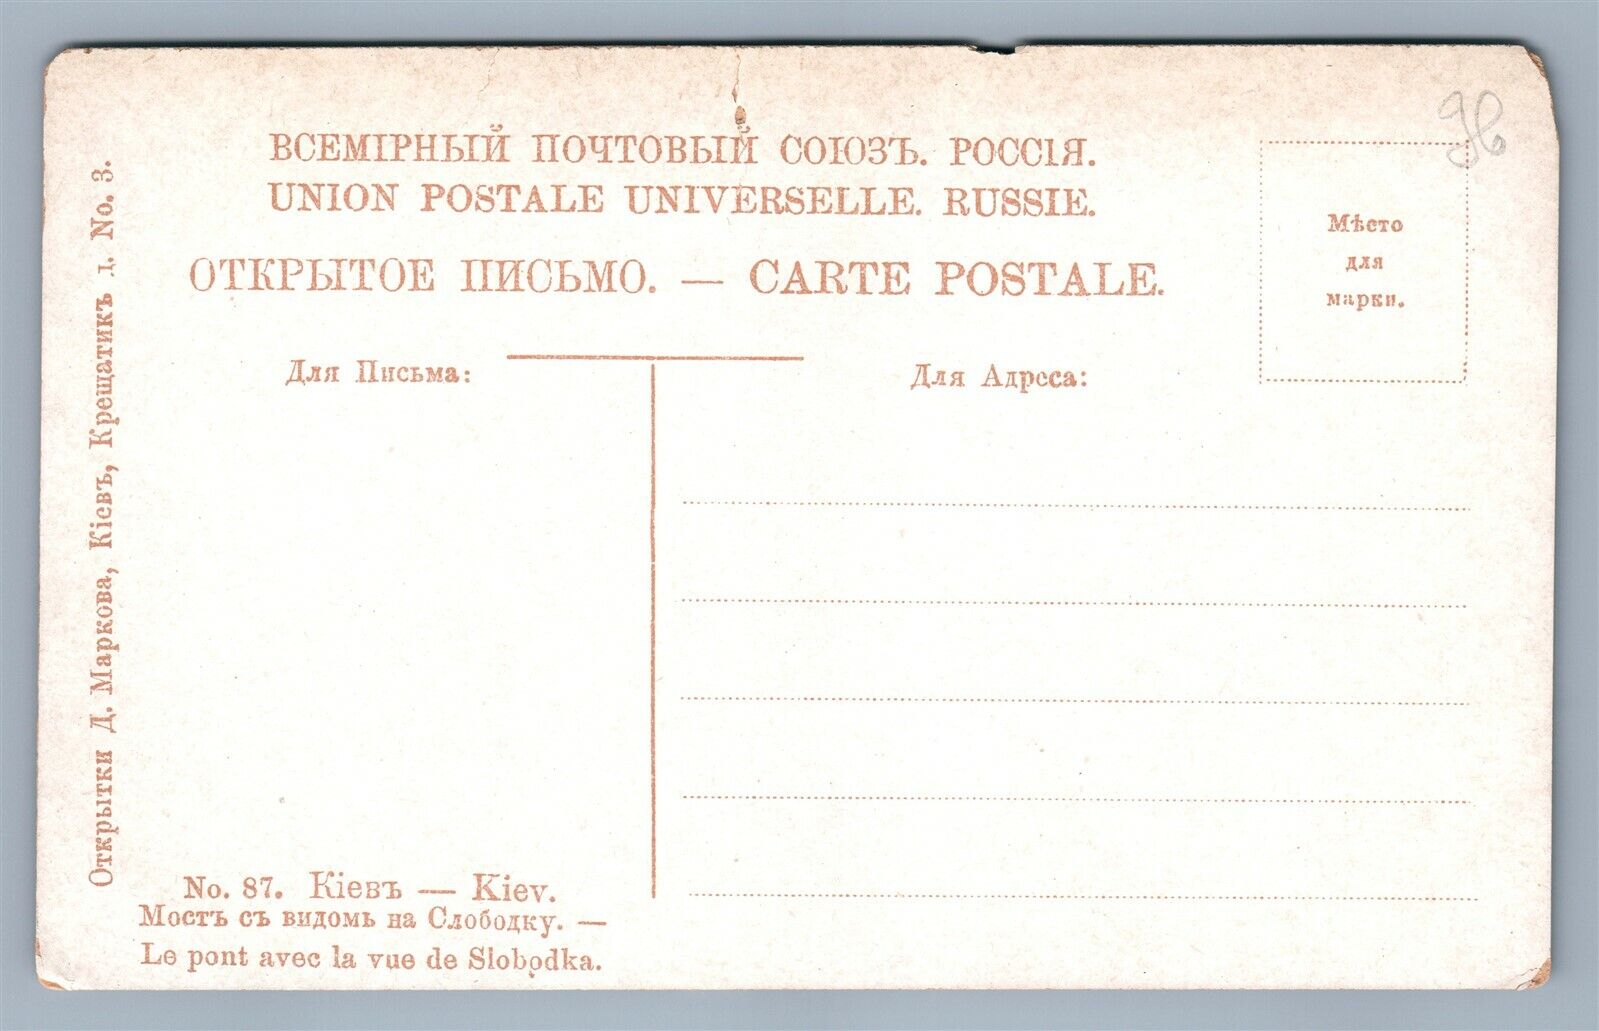 ВСЕМІРНЫЙ ПОЧТОВЫЙ СОЮЗЪ. РОССІЯ.
UNION POSTALE UNIVERSELLE. RUSSIE.
ОТКРЫТОЕ ПИСЬМО. — CARTE POSTALE.
Мѣсто
для
марки.
Для Письма:
Для Адреса:
Открытки Д. Маркова, Кіевъ, Крещатикъ д. No. 3.
No. 87. Кіевъ — Kiev.
Мостъ съ видомъ на Слободку. —
Le pont avec la vue de Slobodka.